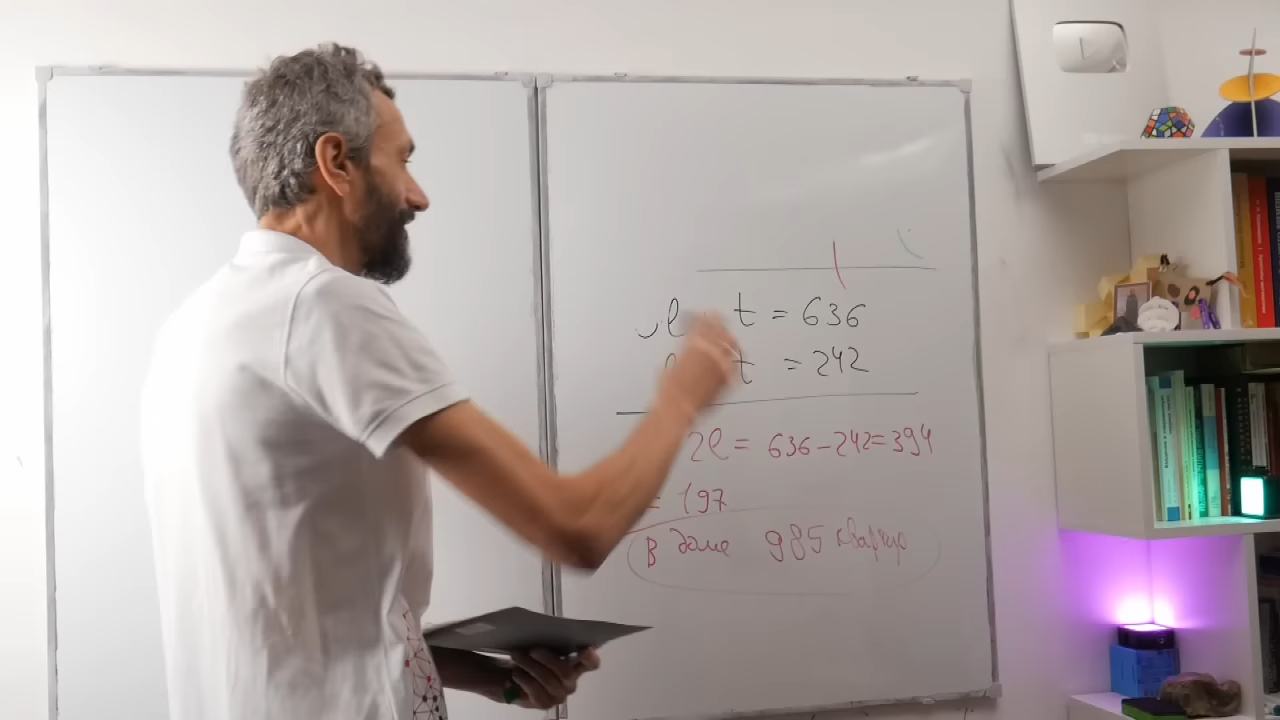 t = 636
t = 242
2l = 636-242=394
= 197
В доме 985 квартир